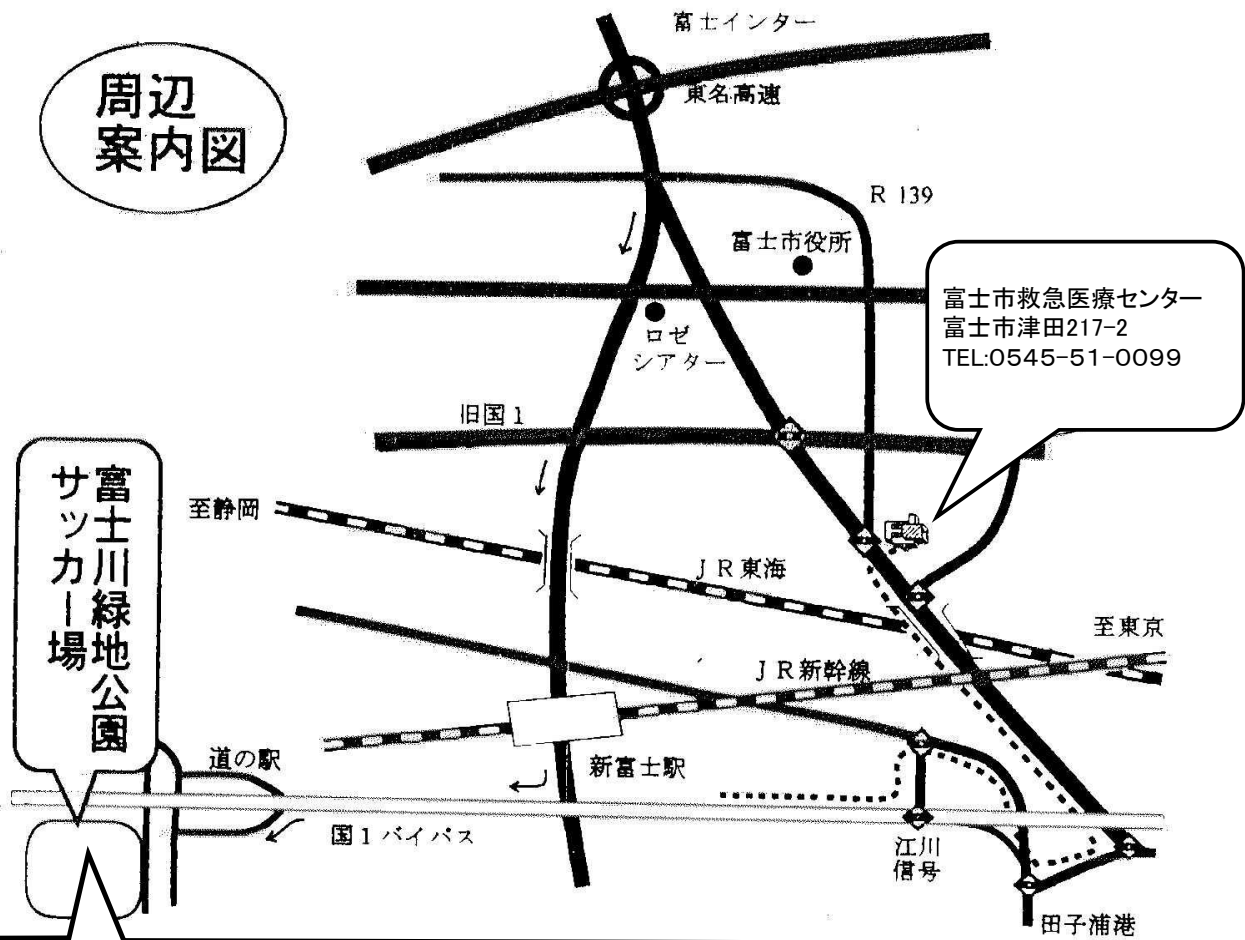 周辺
案内図
富士インター
東名高速
R 139
富士市役所
富士市救急医療センター
富士市津田217-2
TEL:0545-51-0099
ロゼ
シアター
旧国1
富士川緑地公園
サッカー場
至静岡
JR東海
至東京
JR新幹線
道の駅
新富士駅
国1バイパス
江川
信号
田子浦港